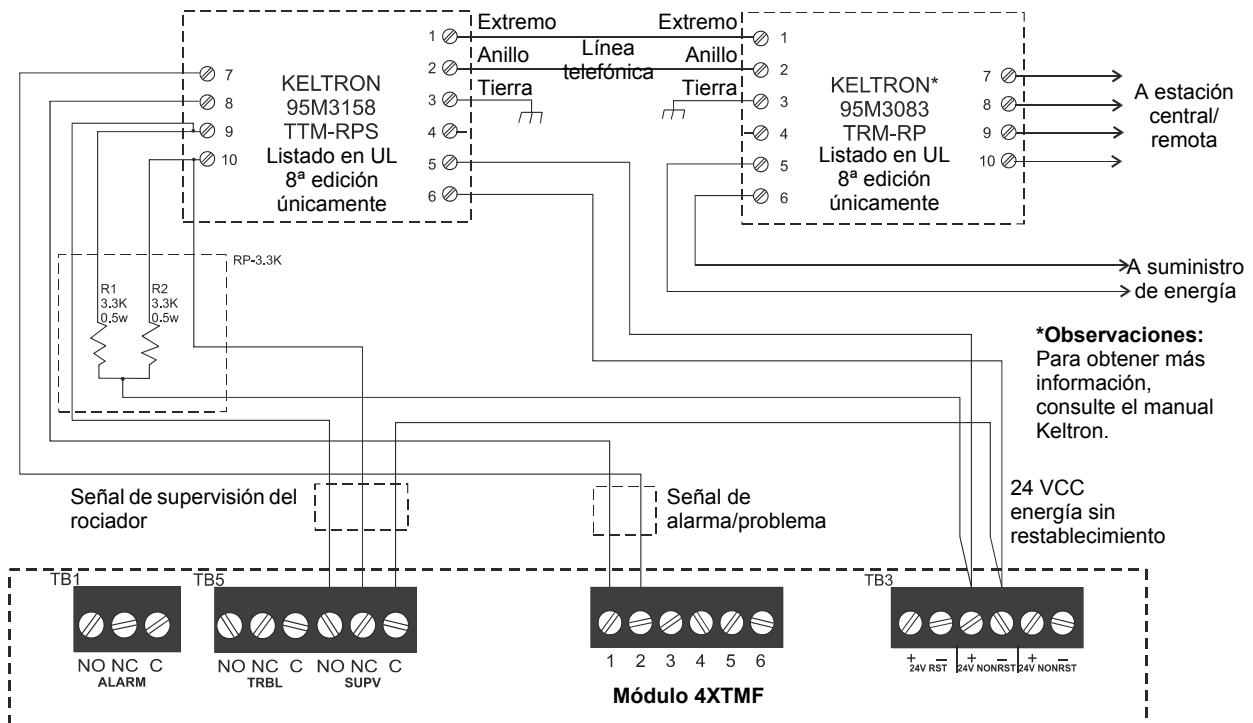 Extremo
Extremo
1
1
Línea
telefónica
Anillo
Anillo
2
2
Tierra
Tierra
3
3
4
4
5
5
6
6
7
8
9
10
KELTRON
95M3158
TTM-RPS
Listado en UL
8ª edición
únicamente
KELTRON*
95M3083
TRM-RP
Listado en UL
8ª edición
únicamente
7
8
9
10
A estación
central/
remota
RP-3.3K
R1
3.3K
0.5w
R2
3.3K
0.5w
A suministro
de energía
*Observaciones:
Para obtener más
información,
consulte el manual
Keltron.
Señal de supervisión del
rociador
Señal de
alarma/problema
24 VCC
energía sin
restablecimiento
TB1
TB5
TB3
NO NC C
ALARM
NO NC C
TRBL
NO NC C
SUPV
1 2 3 4 5 6
Módulo 4XTMF
+ −
24V RST
+ −
24V NONRST
+ −
24V NONRST